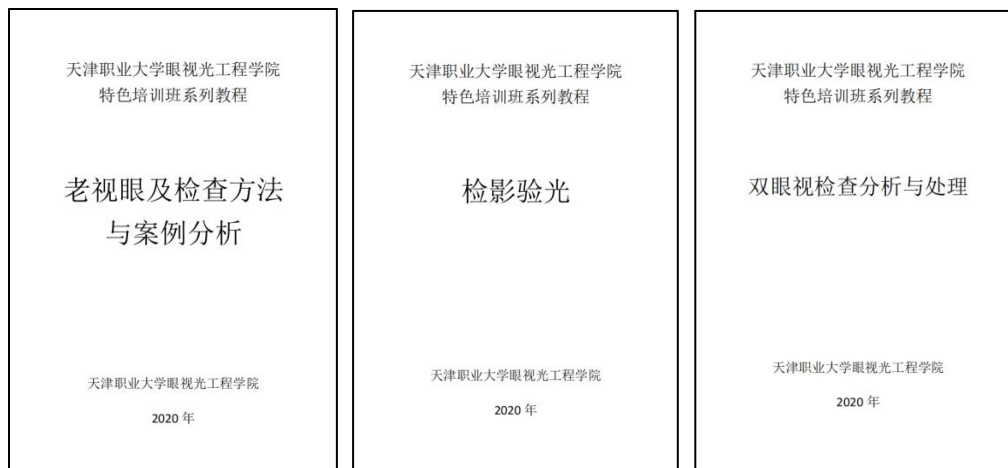 天津职业大学眼视光工程学院
特色培训班系列教程
老视眼及检查方法
与案例分析
天津职业大学眼视光工程学院
2020 年
天津职业大学眼视光工程学院
特色培训班系列教程
检影验光
天津职业大学眼视光工程学院
2020 年
天津职业大学眼视光工程学院
特色培训班系列教程
双眼视检查分析与处理
天津职业大学眼视光工程学院
2020 年